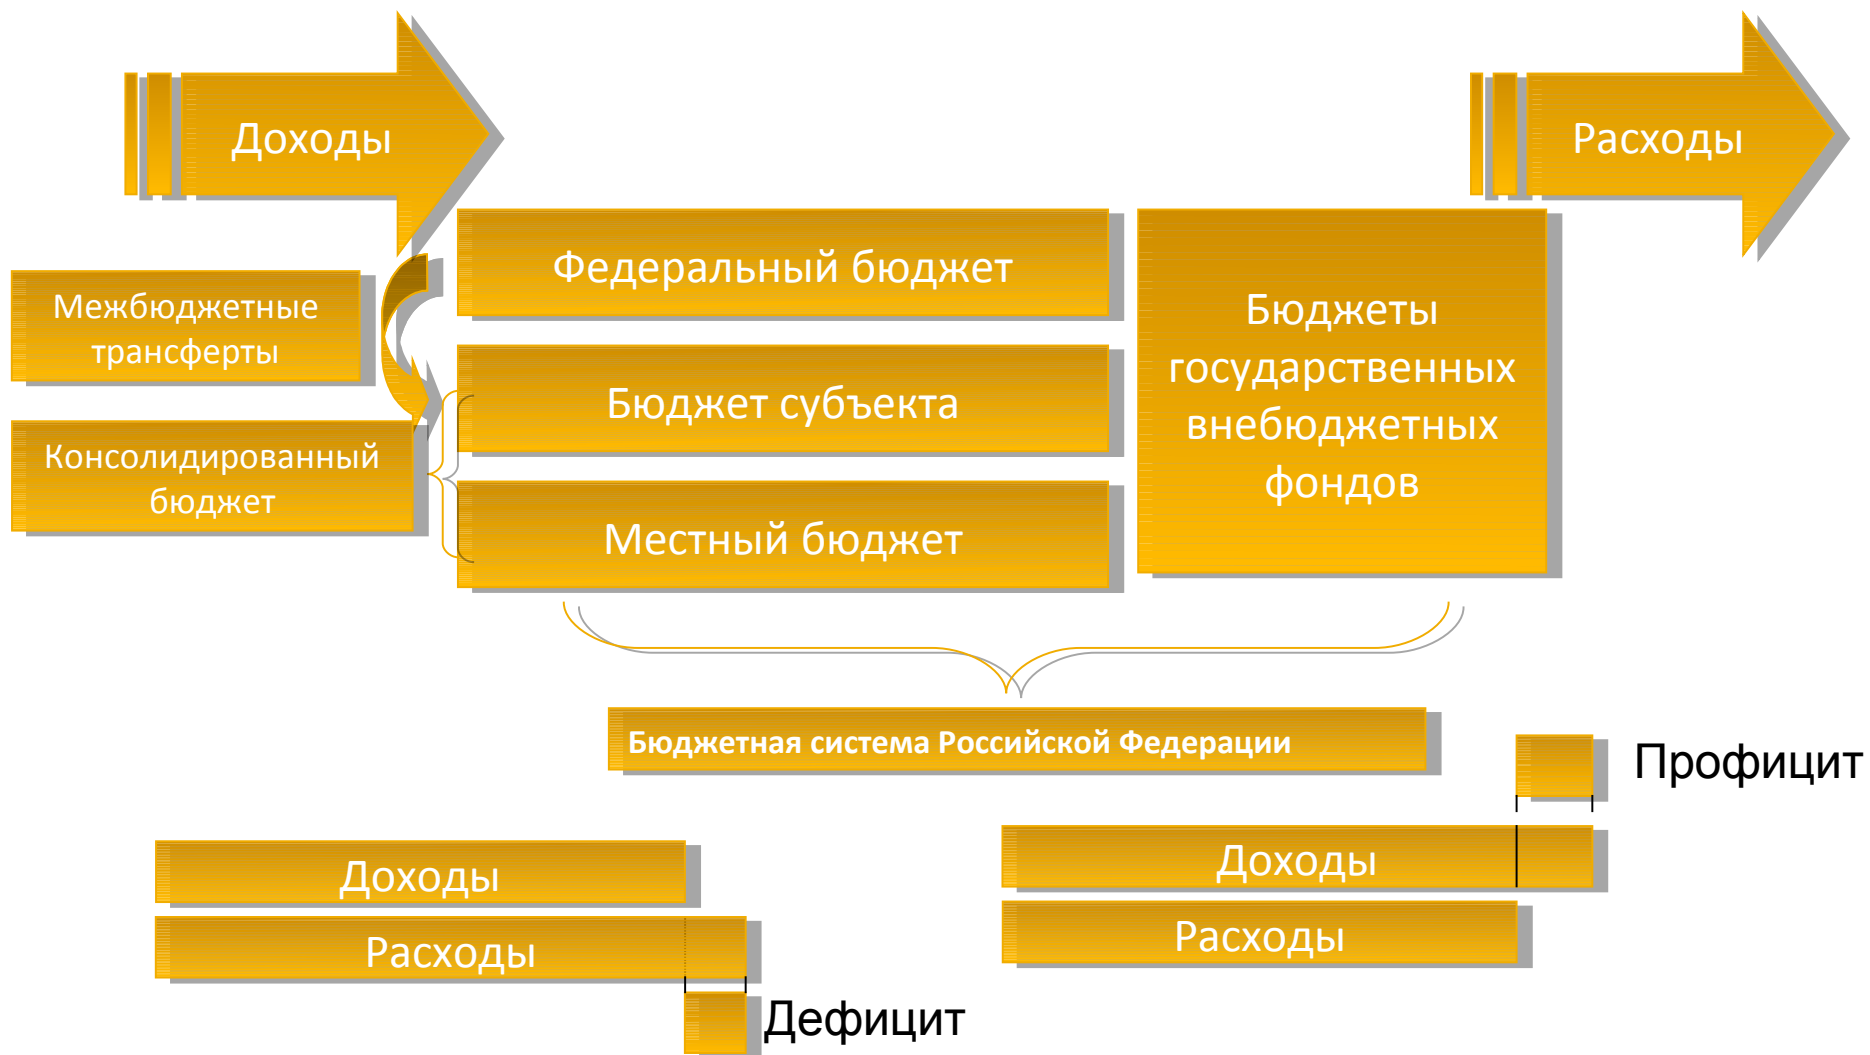 Доходы
Расходы
Федеральный бюджет
Межбюджетные
трансферты
Бюджет субъекта
Консолидированный
бюджет
Местный бюджет
Бюджеты
государственных
внебюджетных
фондов
Бюджетная система Российской Федерации
Профицит
Доходы
Расходы
Дефицит
Доходы
Расходы